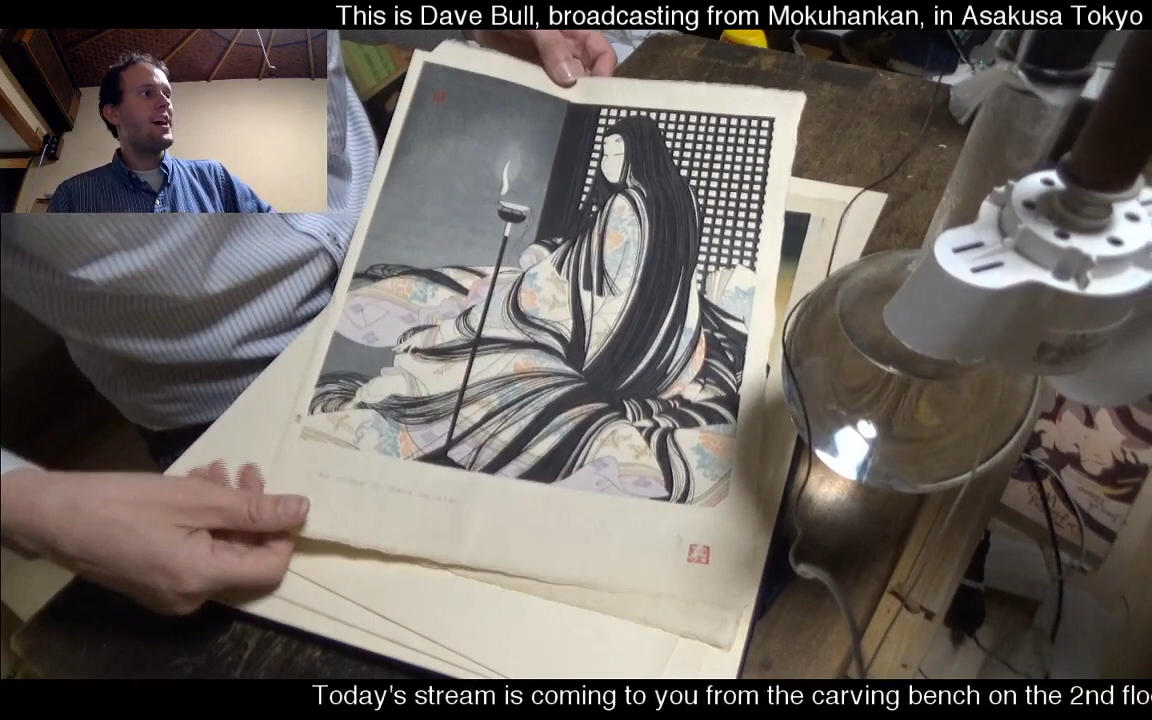 This is Dave Bull, broadcasting from Mokuhankan, in Asakusa Tokyo
Today's stream is coming to you from the carving bench on the 2nd flo